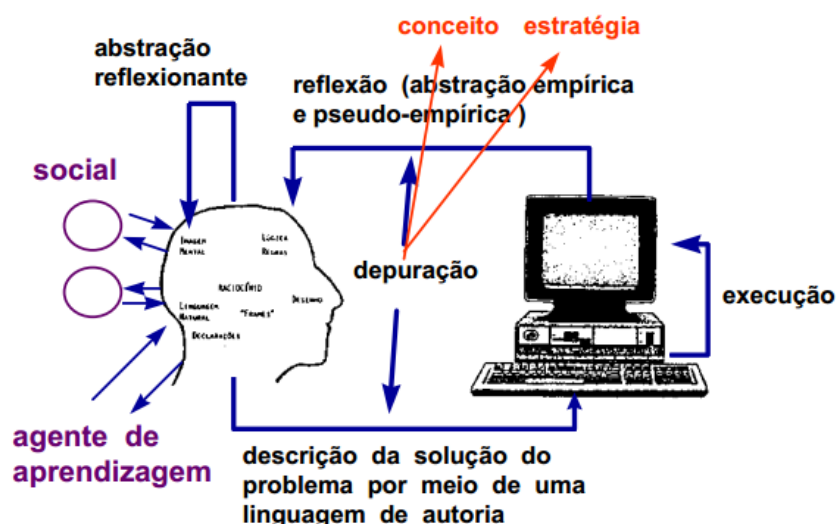 conceito estratégia
abstração
reflexionante
reflexão (abstração empírica
e pseudo-empírica )
social
IMAGEM
MENTAL
LÓGICA
REGRAS
RACIOCÍNIO
DESENHO
LINGUAGEM
NATURAL
"FRAMES"
DECLARAÇÕES
depuração
execução
agente de
aprendizagem
descrição da solução do
problema por meio de uma
linguagem de autoria